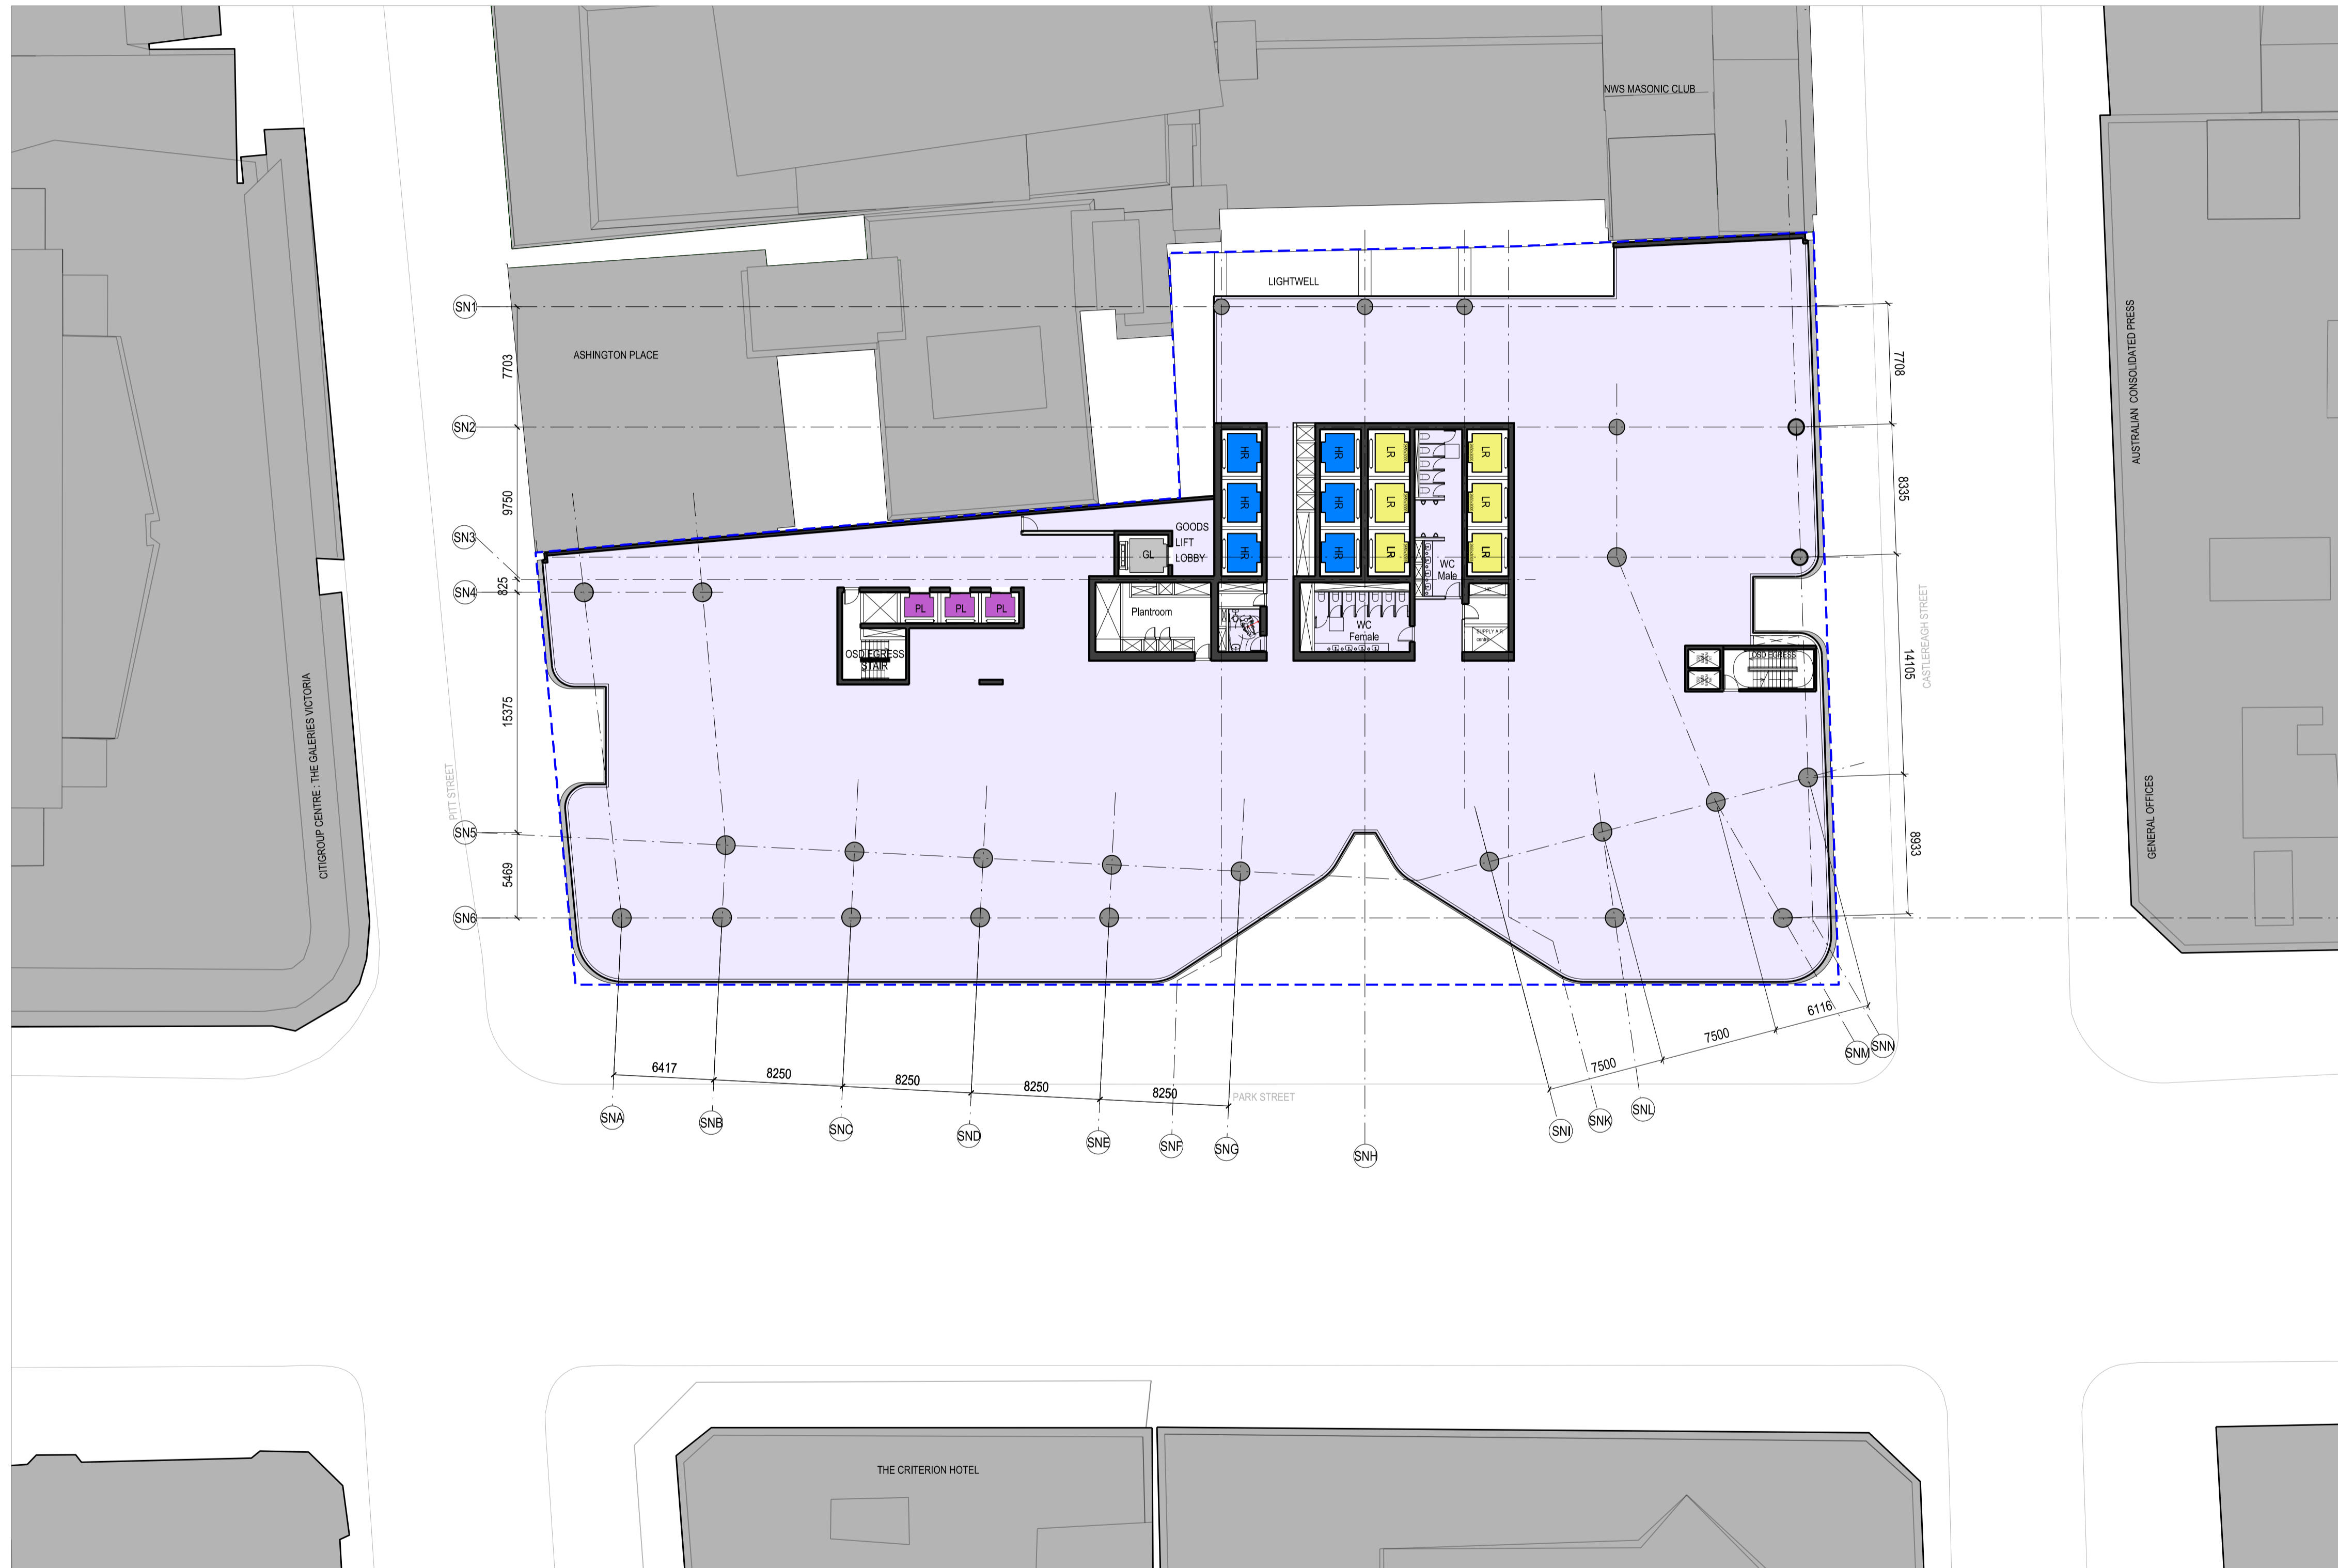 NWS MASONIC CLUB
LIGHTWELL
SN1
ASHINGTON PLACE
7703
7708
AUSTRALIAN CONSOLIDATED PRESS
SN2
HR
HR
LR
LR
8335
9750
HR
HR
LR
LR
SN3
GOODS
LIFT
LOBBY
GL
HR
HR
LR
LR
WC
Male
825
SN4
PL
PL
PL
Plantroom
WC
Female
SUPPLY AIR
centre
CASTLEREAGH STREET
OSD EGRESS
STAIR
OSD EGRESS
14105
15375
CITIGROUP CENTRE : THE GALERIES VICTORIA
PITT STREET
GENERAL OFFICES
SN5
5469
8933
SN6
6116
7500
7500
SNM
SNN
6417
8250
8250
8250
8250
PARK STREET
SNA
SNB
SNC
SND
SNE
SNF
SNG
SNH
SNI
SNK
SNL
THE CRITERION HOTEL